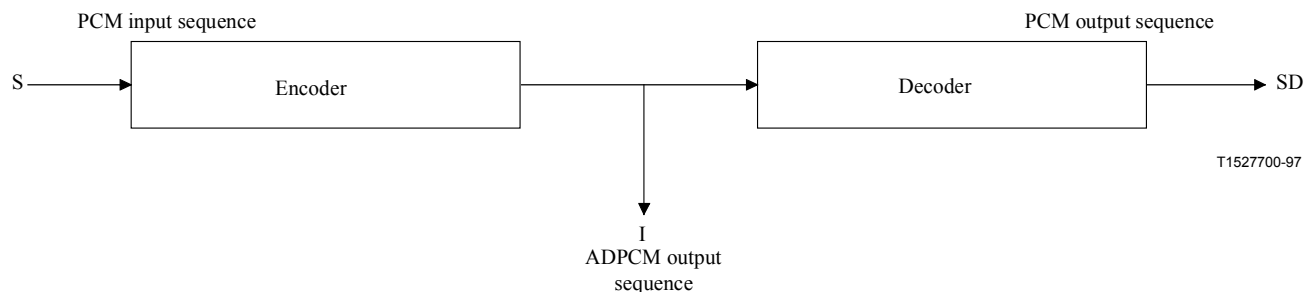 PCM input sequence
PCM output sequence
S
Encoder
Decoder
SD
T1527700-97
I
ADPCM output
sequence